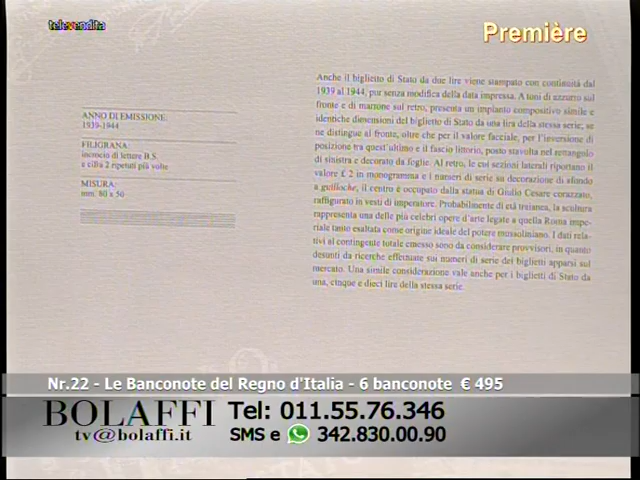 televendita
Première
ANNO DI EMISSIONE:
1939-1944
FILIGRANA:
incrocio di lettere B.S.
e cifra 2 ripetuti più volte
MISURA:
mm. 80 x 50
Anche il biglietto di Stato da due lire viene stampato con continuità dal
1939 al 1944, pur senza modifica della data impressa. A toni di azzurro sul
fronte e di marrone sul retro, presenta un impianto compositivo simile e
identiche dimensioni del biglietto di Stato da una lira della stessa serie, se
ne distingue al fronte, oltre che per il valore facciale, per l'inversione di
posizione tra quest'ultimo e il fascio littorio, posto stavolta nel rettangolo
di sinistra e decorato da foglie. Al retro, le cui sezioni laterali riportano il
valore £ 2 in monogramma e i numeri di serie su decorazione di sfondo
a guilloche, il centro è occupato dalla statua di Giulio Cesare corazzato,
raffigurato in vesti di imperatore. Probabilmente di età traianea, la scultura
rappresenta una delle più celebri opere d'arte legate a quella Roma impe-
riale tanto esaltata come origine ideale del potere mussoliniano. I dati rela-
tivi al contingente totale emesso sono da considerare provvisori, in quanto
desunti da ricerche effettuate sui numeri di serie dei biglietti apparsi sul
mercato. Una simile considerazione vale anche per i biglietti di Stato da
una, cinque e dieci lire della stessa serie.
Nr.22 - Le Banconote del Regno d'Italia - 6 banconote € 495
BOLAFFI
tv@bolaffi.it
Tel: 011.55.76.346
SMS e 342.830.00.90